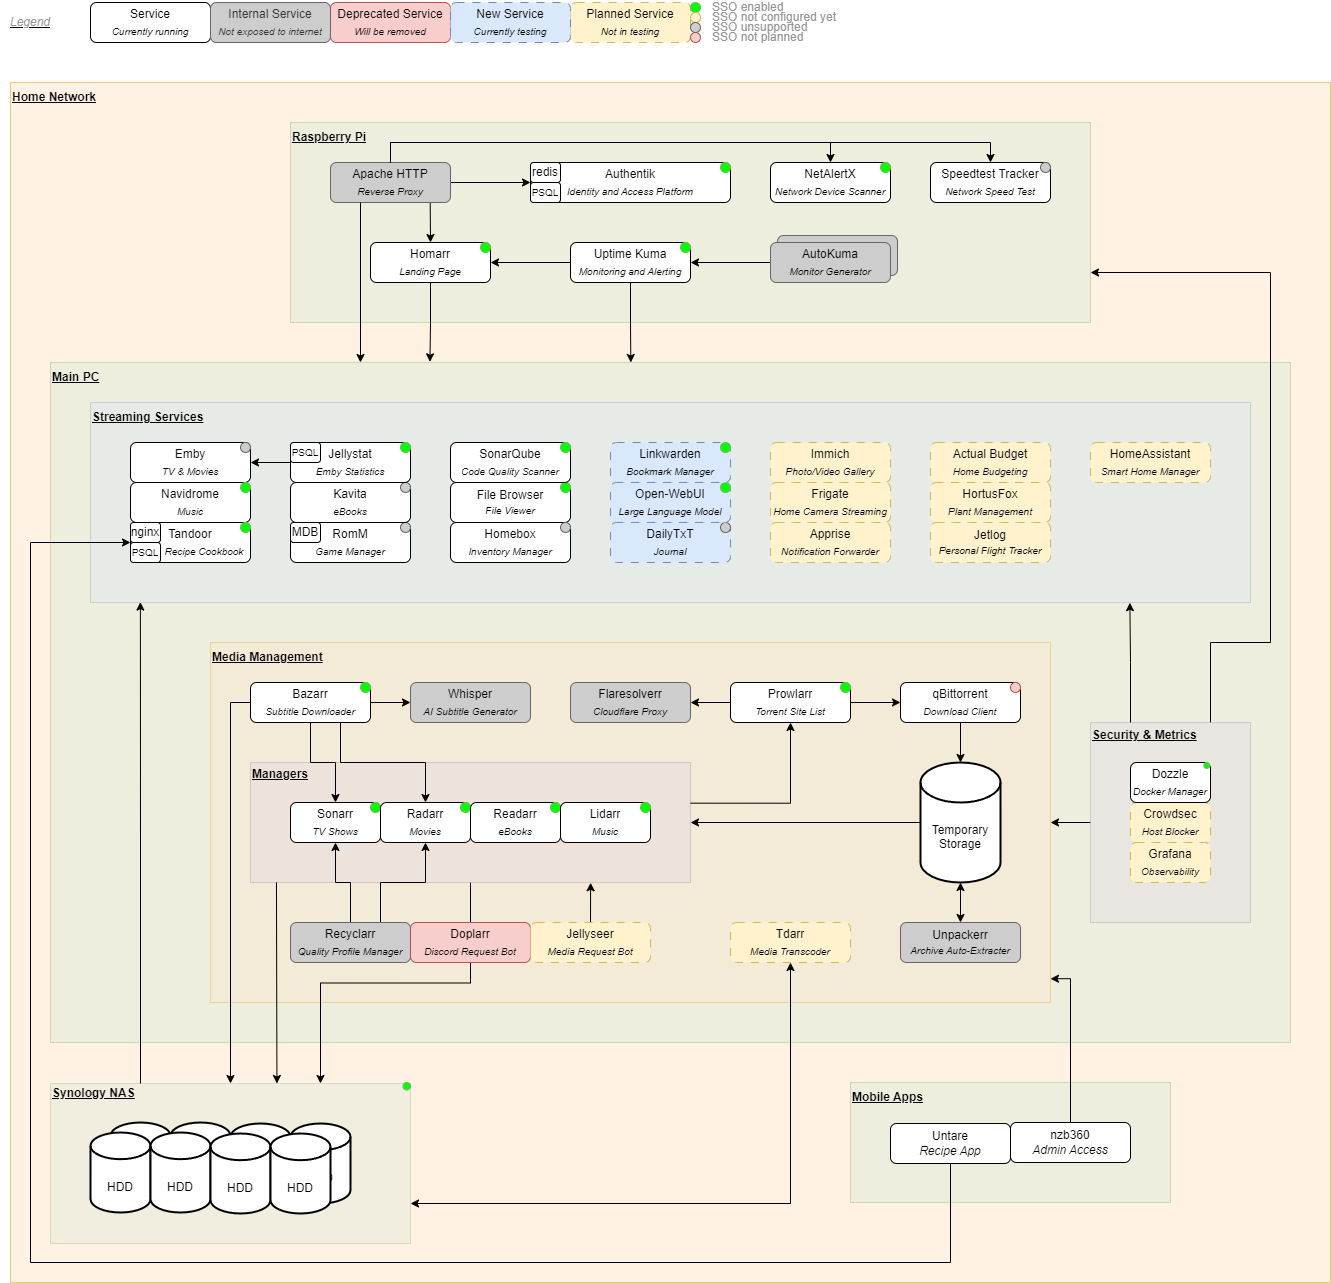 Legend
Service
Currently running
Internal Service
Not exposed to internet
Deprecated Service
Will be removed
New Service
Currently testing
Planned Service
Not in testing
SSO enabled
SSO not configured yet
SSO unsupported
SSO not planned
Home Network
Raspberry Pi
Apache HTTP
Reverse Proxy
redis
PSQL
Authentik
Identity and Access Platform
NetAlertX
Network Device Scanner
Speedtest Tracker
Network Speed Test
Homarr
Landing Page
Uptime Kuma
Monitoring and Alerting
AutoKuma
Monitor Generator
Main PC
Streaming Services
Emby
TV & Movies
Navidrome
Music
nginx
PSQL
Tandoor
Recipe Cookbook
PSQL
Jellystat
Emby Statistics
Kavita
eBooks
MDB
RomM
Game Manager
SonarQube
Code Quality Scanner
File Browser
File Viewer
Homebox
Inventory Manager
Linkwarden
Bookmark Manager
Open-WebUI
Large Language Model
DailyTxT
Journal
Immich
Photo/Video Gallery
Frigate
Home Camera Streaming
Apprise
Notification Forwarder
Actual Budget
Home Budgeting
HortusFox
Plant Management
Jetlog
Personal Flight Tracker
HomeAssistant
Smart Home Manager
Media Management
Bazarr
Subtitle Downloader
Whisper
AI Subtitle Generator
Flaresolverr
Cloudflare Proxy
Prowlarr
Torrent Site List
qBittorrent
Download Client
Managers
Sonarr
TV Shows
Radarr
Movies
Readarr
eBooks
Lidarr
Music
Temporary
Storage
Recyclarr
Quality Profile Manager
Doplarr
Discord Request Bot
Jellyseer
Media Request Bot
Tdarr
Media Transcoder
Unpackerr
Archive Auto-Extracter
Security & Metrics
Dozzle
Docker Manager
Crowdsec
Host Blocker
Grafana
Observability
Synology NAS
HDD
HDD
HDD
HDD
Mobile Apps
Untare
Recipe App
nzb360
Admin Access